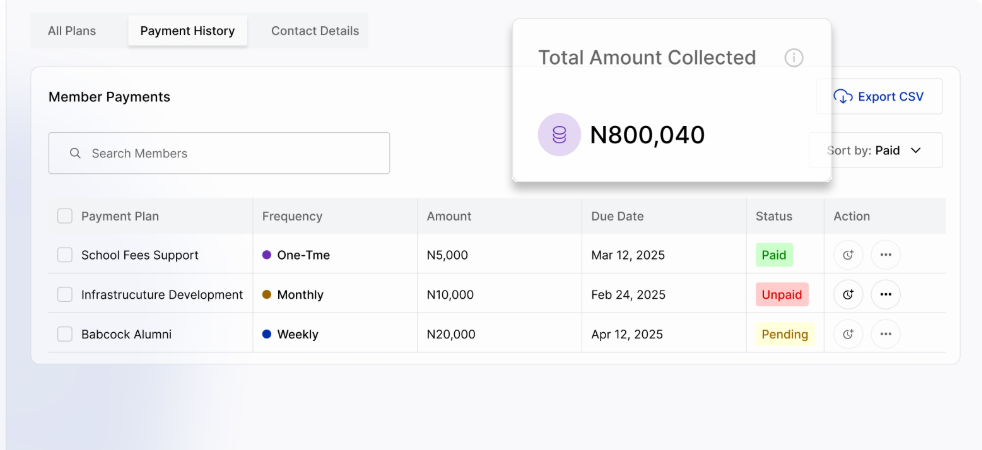 All Plans Payment History Contact Details
Total Amount Collected
Member Payments
Export CSV
N800,040
Search Members
Sort by: Paid
Payment Plan Frequency Amount Due Date Status Action
School Fees Support One-Tme N5,000 Mar 12, 2025 Paid
Infrastrucuture Development Monthly N10,000 Feb 24, 2025 Unpaid
Babcock Alumni Weekly N20,000 Apr 12, 2025 Pending